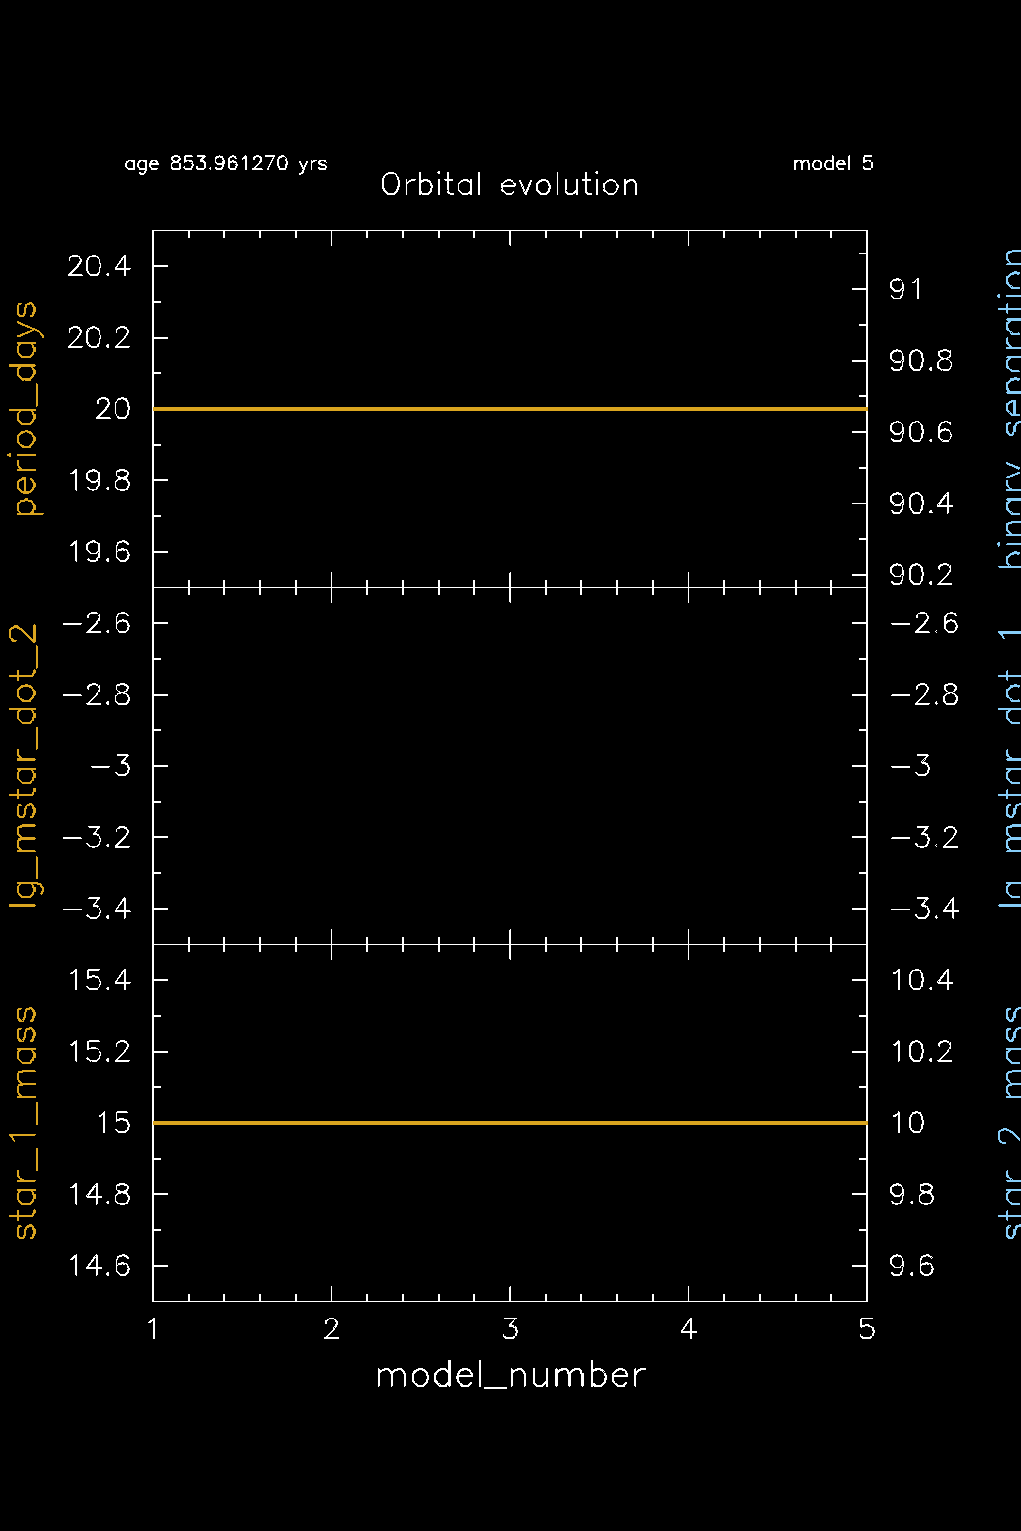 age 853.961270 yrs
model 5
Orbital evolution
period_days
20.4
20.2
20
19.8
19.6
91
90.8
90.6
90.4
90.2
binary_separation
lg_mstar_dot_2
-2.6
-2.8
-3
-3.2
-3.4
-2.6
-2.8
-3
-3.2
-3.4
lg_mstar_dot_1
star_1_mass
15.4
15.2
15
14.8
14.6
10.4
10.2
10
9.8
9.6
star_2_mass
1 2 3 4 5
model_number